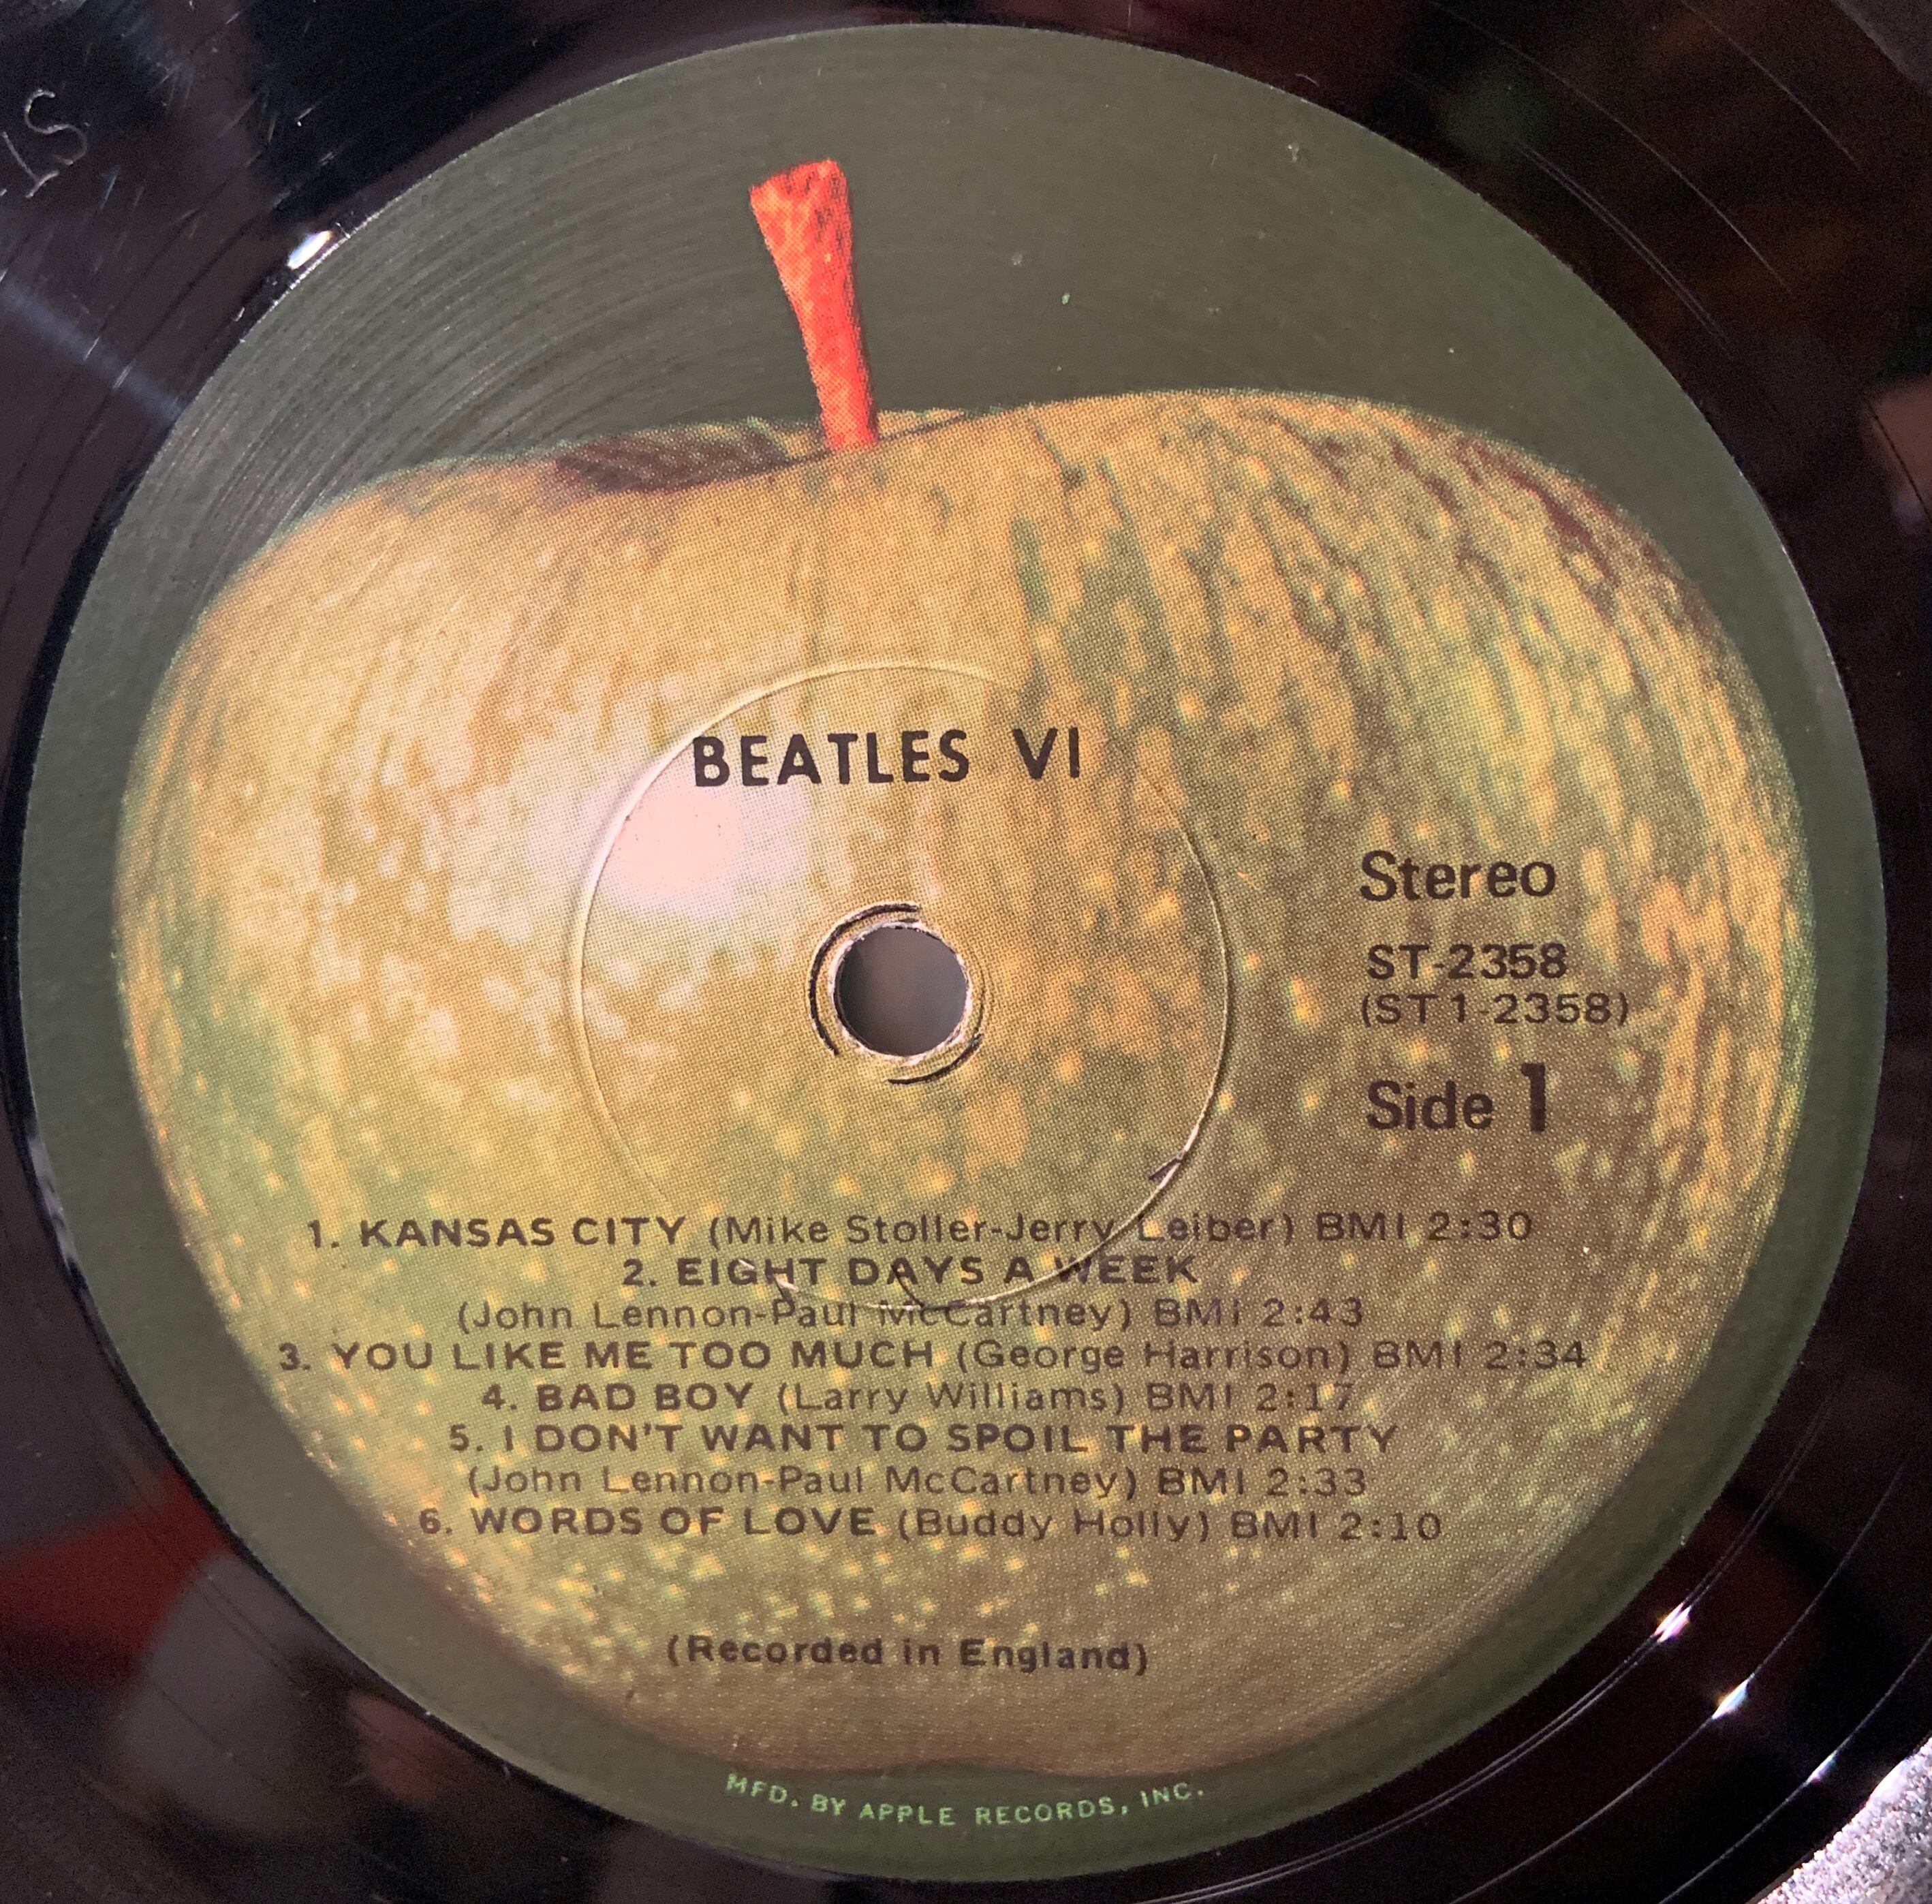 ST
BEATLES VI
Stereo
ST-2358
(ST 1-2358)
Side 1
1. KANSAS CITY (Mike Stoller-Jerry Leiber) BMI 2:30
2. EIGHT DAYS A WEEK
(John Lennon-Paul McCartney) BMI 2:43
3. YOU LIKE ME TOO MUCH (George Harrison) BMI 2:34
4. BAD BOY (Larry Williams) BMI 2:17
5. I DON'T WANT TO SPOIL THE PARTY
(John Lennon-Paul McCartney) BMI 2:33
6. WORDS OF LOVE (Buddy Holly) BMI 2:10
(Recorded in England)
MFD. BY APPLE RECORDS, INC.